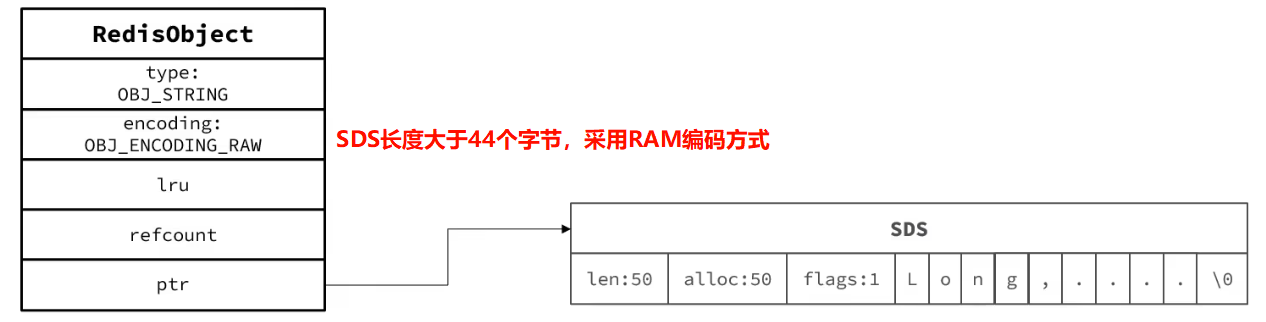 RedisObject
type:
OBJ_STRING
encoding:
OBJ_ENCODING_RAW
SDS长度大于44个字节，采用RAM编码方式
lru
refcount
ptr
SDS
len:50 alloc:50 flags:1 L o n g , . . . . \0